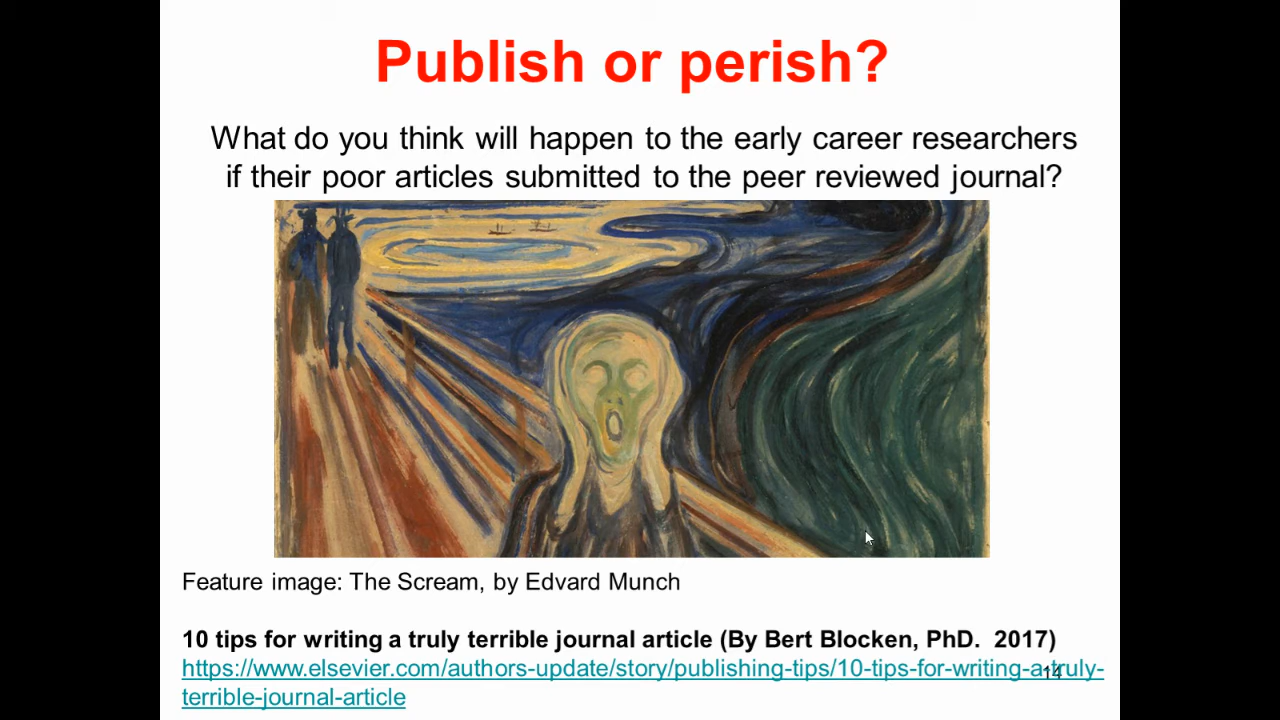 Publish or perish?
What do you think will happen to the early career researchers
if their poor articles submitted to the peer reviewed journal?
Feature image: The Scream, by Edvard Munch
10 tips for writing a truly terrible journal article (By Bert Blocken, PhD.  2017)
https://www.elsevier.com/authors-update/story/publishing-tips/10-tips-for-writing-a-truly-
terrible-journal-article
14